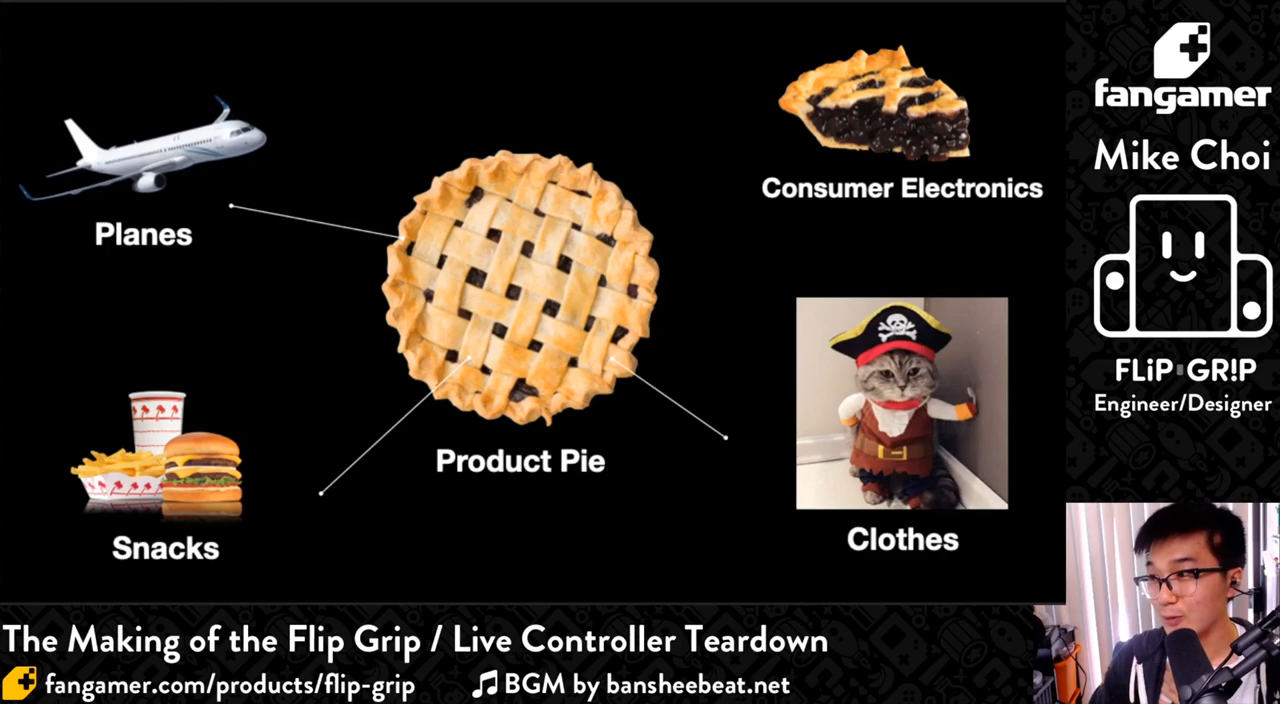 Planes
Snacks
Product Pie
Consumer Electronics
Clothes
fangamer
Mike Choi
FLiP GR!P
Engineer/Designer
The Making of the Flip Grip / Live Controller Teardown
fangamer.com/products/flip-grip
BGM by bansheebeat.net